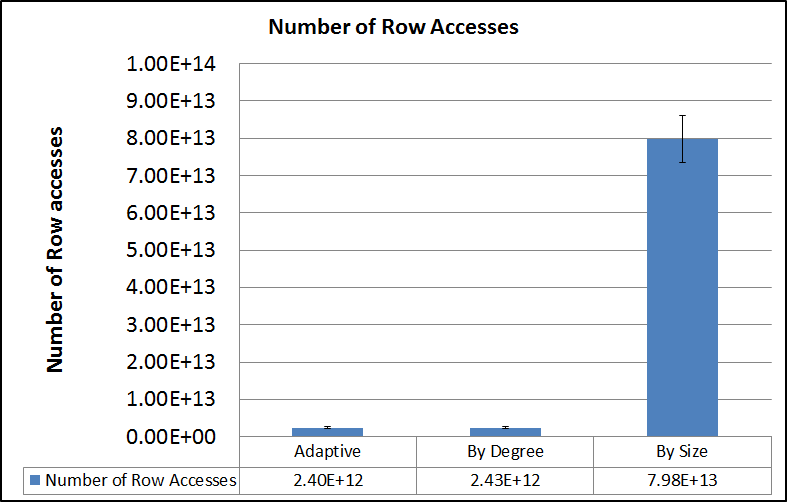 Number of Row Accesses
Number of Row accesses
1.00E+14
9.00E+13
8.00E+13
7.00E+13
6.00E+13
5.00E+13
4.00E+13
3.00E+13
2.00E+13
1.00E+13
0.00E+00
Adaptive By Degree By Size
Number of Row Accesses 2.40E+12 2.43E+12 7.98E+13